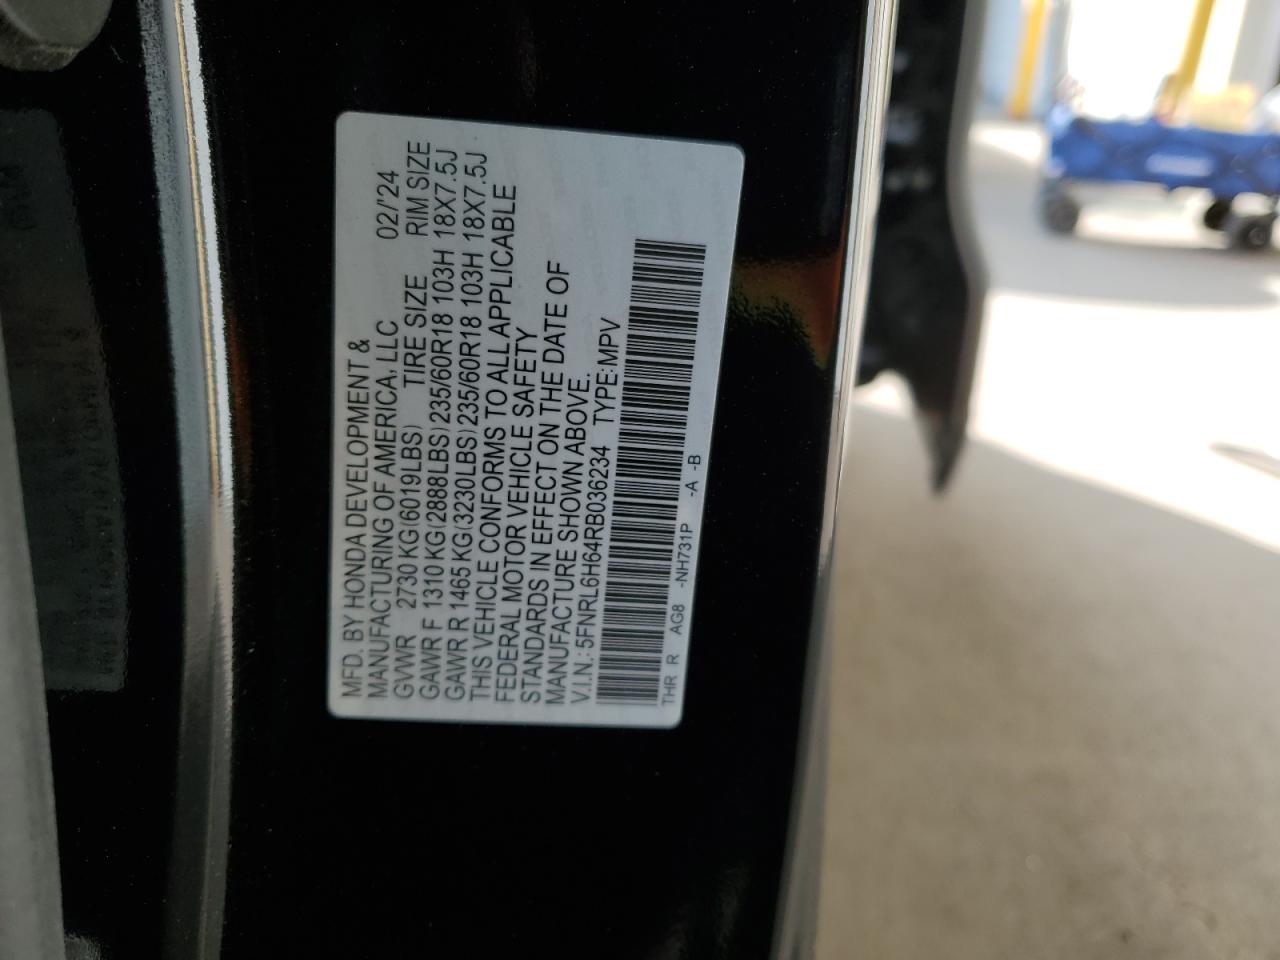 MFD. BY HONDA DEVELOPMENT &
MANUFACTURING OF AMERICA, LLC 02/'24
GVWR 2730 KG(6019LBS) TIRE SIZE RIM SIZE
GAWR F 1310 KG(2888LBS)235/60R18 103H 18X7.5J
GAWR R 1465 KG(3230LBS)235/60R18 103H 18X7.5J
THIS VEHICLE CONFORMS TO ALL APPLICABLE
FEDERAL MOTOR VEHICLE SAFETY
STANDARDS IN EFFECT ON THE DATE OF
MANUFACTURE SHOWN ABOVE.
V.I.N.:5FNRL6H64RB036234 TYPE:MPV
THR R AG8 -NH731P -A -B